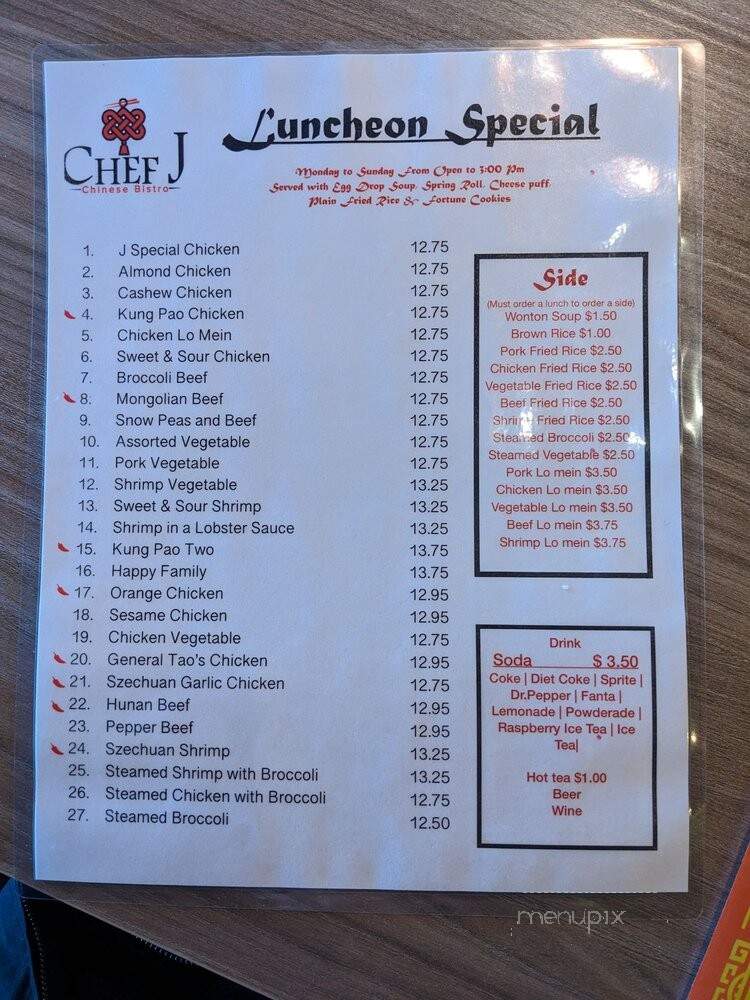 CHEF J
Chinese Bistro
Luncheon Special
Monday to Sunday From Open to 3:00 Pm
Served with Egg Drop Soup, Spring Roll, Cheese puff,
Plain Fried Rice & Fortune Cookies
1. J Special Chicken 12.75
2. Almond Chicken 12.75
3. Cashew Chicken 12.75
4. Kung Pao Chicken 12.75
5. Chicken Lo Mein 12.75
6. Sweet & Sour Chicken 12.75
7. Broccoli Beef 12.75
8. Mongolian Beef 12.75
9. Snow Peas and Beef 12.75
10. Assorted Vegetable 12.75
11. Pork Vegetable 12.75
12. Shrimp Vegetable 13.25
13. Sweet & Sour Shrimp 13.25
14. Shrimp in a Lobster Sauce 13.25
15. Kung Pao Two 13.75
16. Happy Family 13.75
17. Orange Chicken 12.95
18. Sesame Chicken 12.95
19. Chicken Vegetable 12.75
20. General Tao's Chicken 12.95
21. Szechuan Garlic Chicken 12.75
22. Hunan Beef 12.95
23. Pepper Beef 12.95
24. Szechuan Shrimp 13.25
25. Steamed Shrimp with Broccoli 13.25
26. Steamed Chicken with Broccoli 12.75
27. Steamed Broccoli 12.50
Side
(Must order a lunch to order a side)
Wonton Soup $1.50
Brown Rice $1.00
Pork Fried Rice $2.50
Chicken Fried Rice $2.50
Vegetable Fried Rice $2.50
Beef Fried Rice $2.50
Shrimp Fried Rice $2.50
Steamed Broccoli $2.50
Steamed Vegetable $2.50
Pork Lo mein $3.50
Chicken Lo mein $3.50
Vegetable Lo mein $3.50
Beef Lo mein $3.75
Shrimp Lo mein $3.75
Drink
Soda $ 3.50
Coke | Diet Coke | Sprite |
Dr.Pepper | Fanta |
Lemonade | Powderade |
Raspberry Ice Tea | Ice
Tea|
Hot tea $1.00
Beer
Wine
menupix